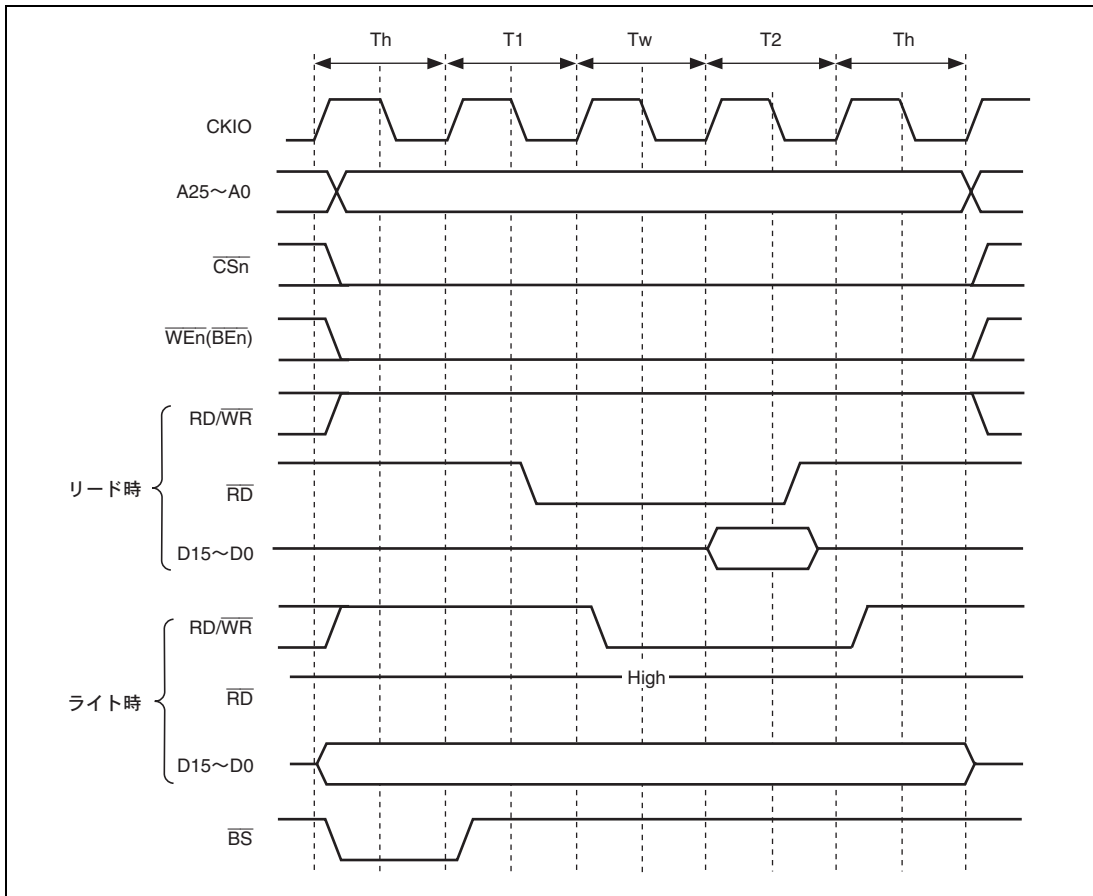 Th T1 Tw T2 Th
CKIO
A25〜A0
CSn
WEn(BEn)
リード時
RD/WR
RD
D15〜D0
ライト時
RD/WR
RD
High
D15〜D0
BS